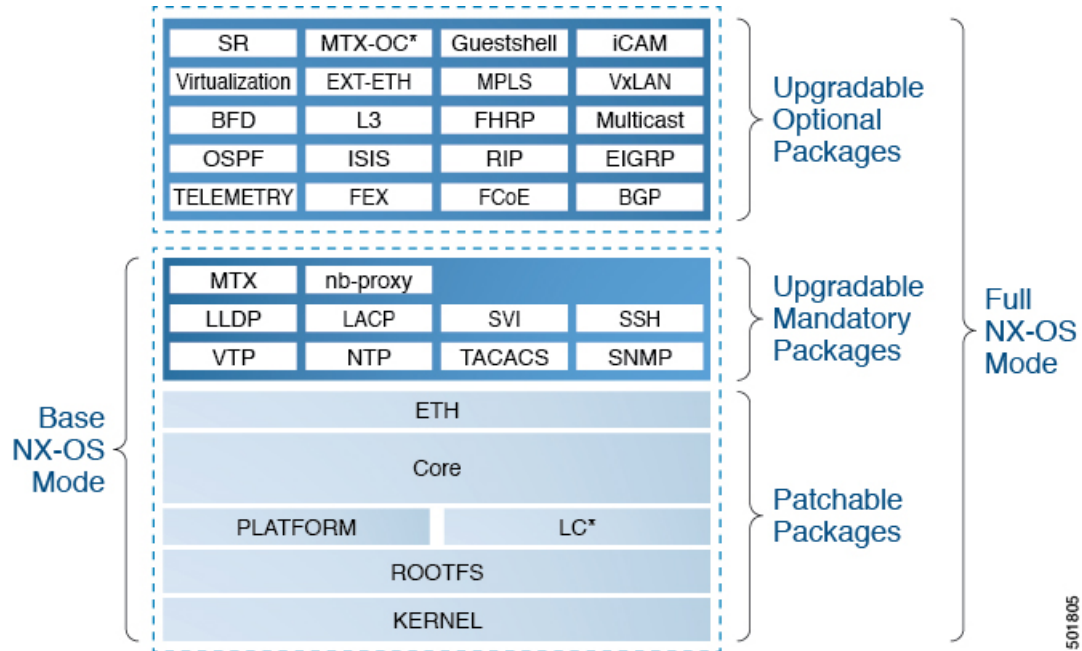 SR MTX-OC* Guestshell iCAM
Virtualization EXT-ETH MPLS VxLAN
BFD L3 FHRP Multicast
OSPF ISIS RIP EIGRP
TELEMETRY FEX FCoE BGP
Upgradable
Optional
Packages
MTX nb-proxy
LLDP LACP SVI SSH
VTP NTP TACACS SNMP
Upgradable
Mandatory
Packages
Full
NX-OS
Mode
Base
NX-OS
Mode
ETH
Core
PLATFORM LC*
ROOTFS
KERNEL
Patchable
Packages
501805